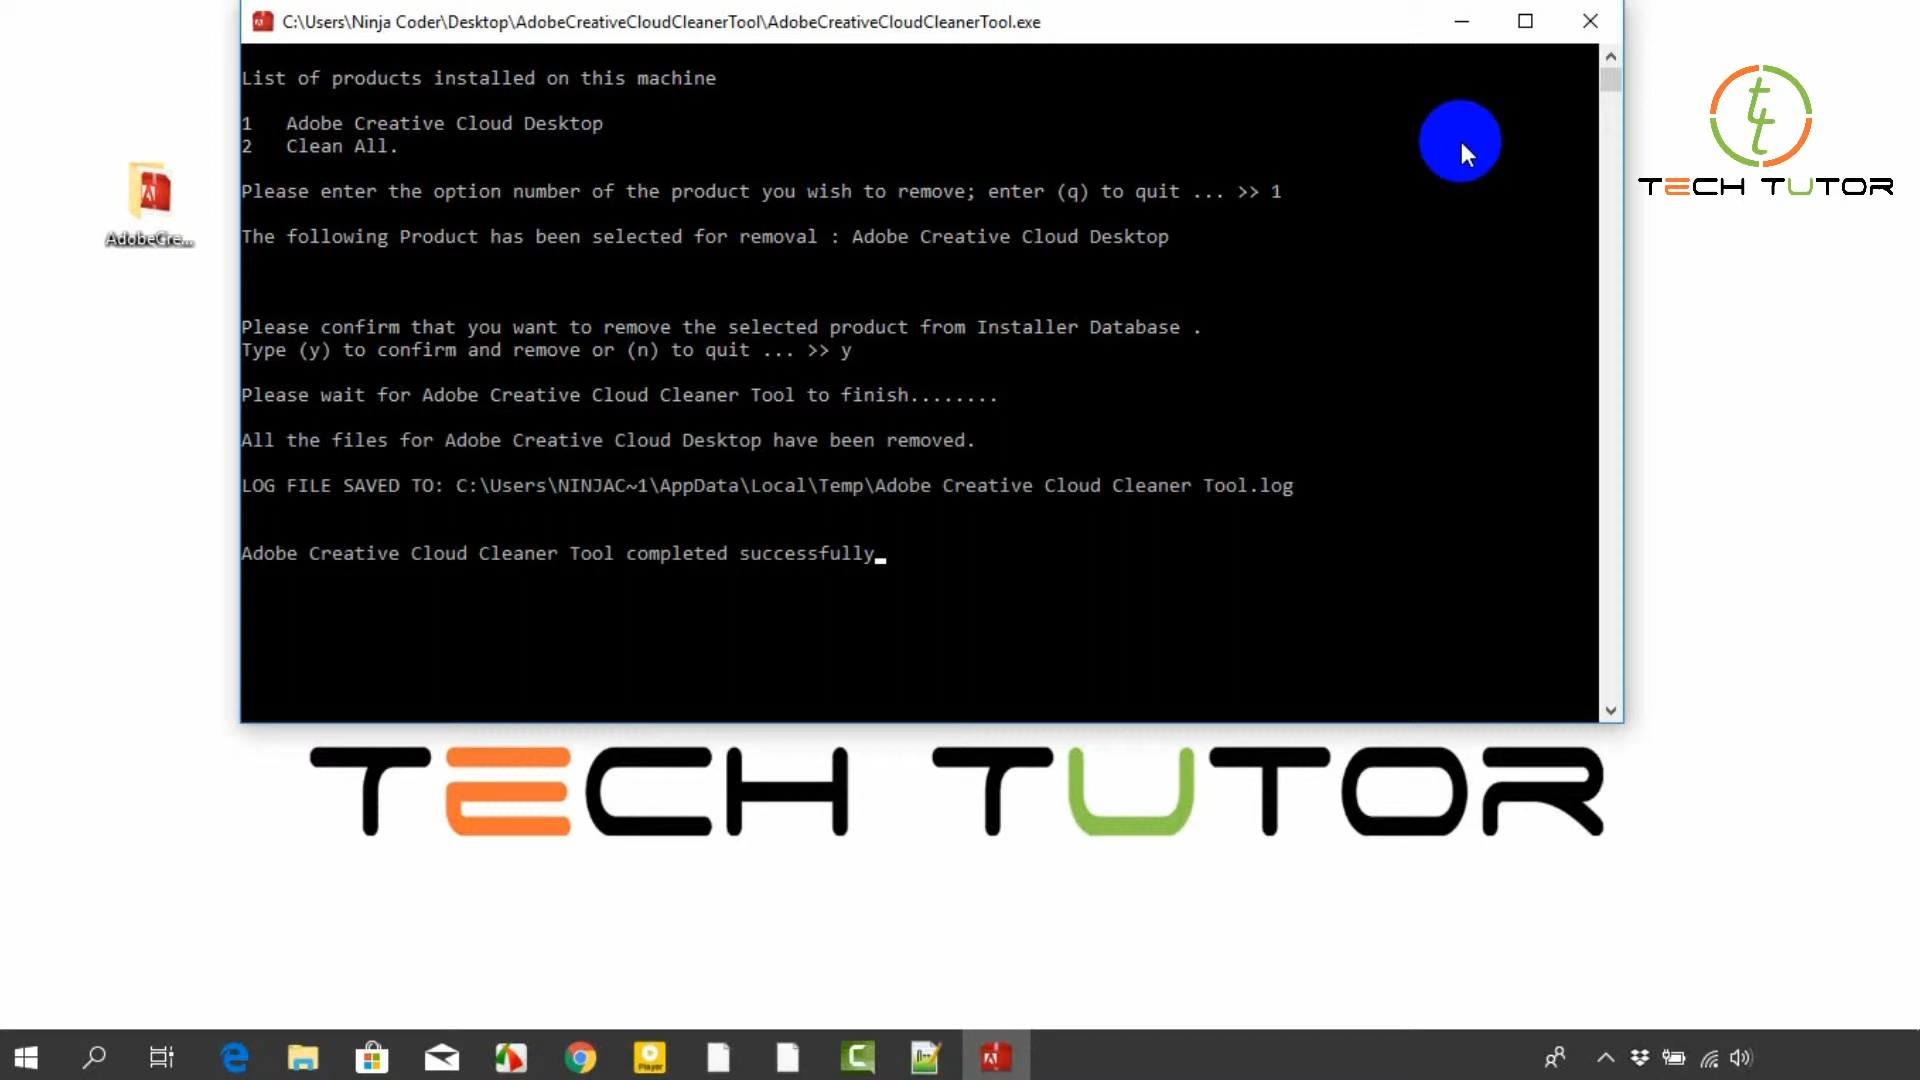 C:\Users\Ninja Coder\Desktop\AdobeCreativeCloudCleanerTool\AdobeCreativeCloudCleanerTool.exe
List of products installed on this machine
1 Adobe Creative Cloud Desktop
2 Clean All.
Please enter the option number of the product you wish to remove; enter (q) to quit ... >> 1
The following Product has been selected for removal : Adobe Creative Cloud Desktop
Please confirm that you want to remove the selected product from Installer Database .
Type (y) to confirm and remove or (n) to quit ... >> y
Please wait for Adobe Creative Cloud Cleaner Tool to finish........
All the files for Adobe Creative Cloud Desktop have been removed.
LOG FILE SAVED TO: C:\Users\NINJAC~1\AppData\Local\Temp\Adobe Creative Cloud Cleaner Tool.log
Adobe Creative Cloud Cleaner Tool completed successfully
AdobeCre...
TECH TUTOR
TECH TUTOR
Player